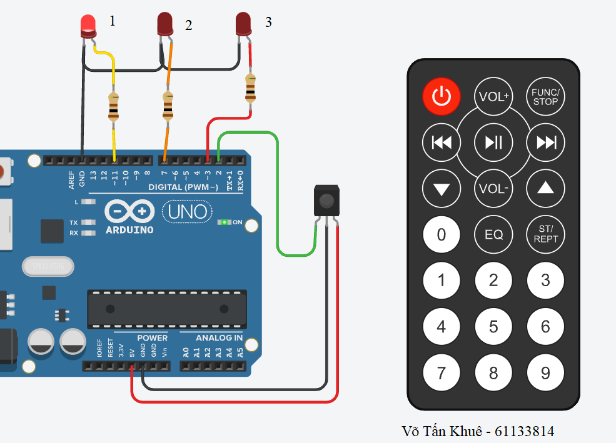 1
2
3
VOL+
FUNC/
STOP
VOL-
0
EQ
ST/
REPT
1
2
3
4
5
6
7
8
9
AREF
GND
13
12
~11
~10
~9
8
7
~6
~5
4
~3
2
TX→1
RX←0
DIGITAL (PWM~)
L
TX
RX
ARDUINO
UNO
ON
POWER
ANALOG IN
IOREF
RESET
3.3V
5V
GND
GND
Vin
A0
A1
A2
A3
A4
A5
Võ Tấn Khuê - 61133814